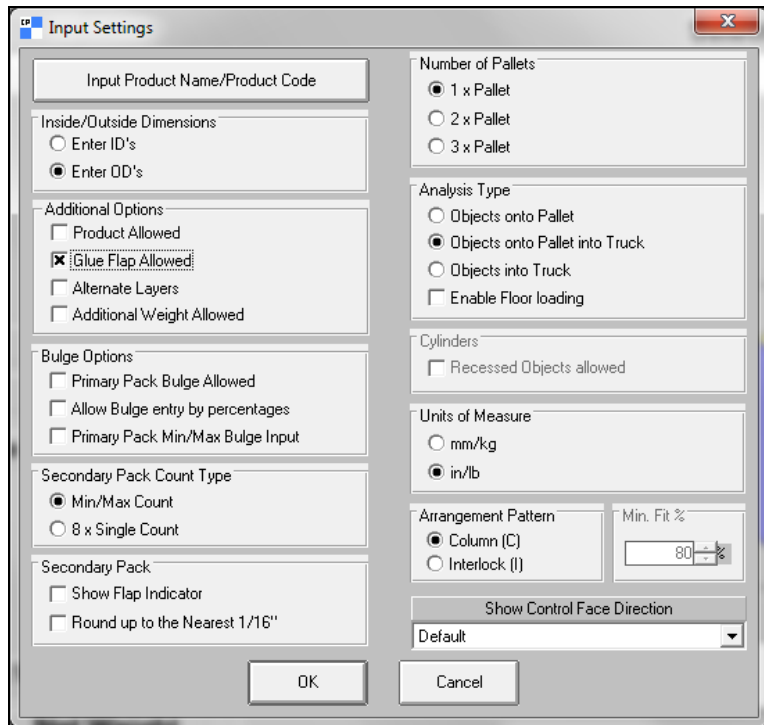 CP
Input Settings
x
Input Product Name/Product Code
Inside/Outside Dimensions
Enter ID's
Enter OD's
Additional Options
Product Allowed
Glue Flap Allowed
Alternate Layers
Additional Weight Allowed
Bulge Options
Primary Pack Bulge Allowed
Allow Bulge entry by percentages
Primary Pack Min/Max Bulge Input
Secondary Pack Count Type
Min/Max Count
8 x Single Count
Secondary Pack
Show Flap Indicator
Round up to the Nearest 1/16"
Number of Pallets
1 x Pallet
2 x Pallet
3 x Pallet
Analysis Type
Objects onto Pallet
Objects onto Pallet into Truck
Objects into Truck
Enable Floor loading
Cylinders
Recessed Objects allowed
Units of Measure
mm/kg
in/lb
Arrangement Pattern
Column (C)
Interlock (I)
Min. Fit %
80 %
Show Control Face Direction
Default
OK
Cancel